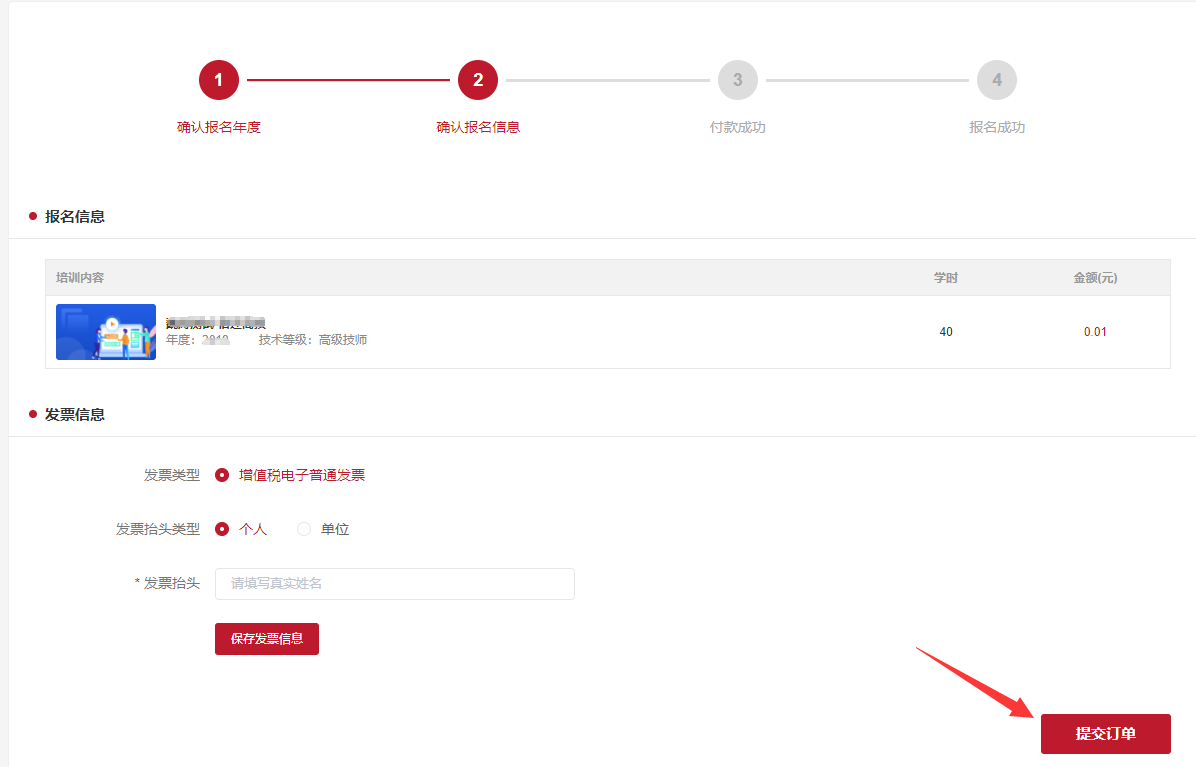 1
2
3
4
确认报名年度
确认报名信息
付款成功
报名成功
报名信息
培训内容 学时 金额(元)
年度： 技术等级：高级技师
40 0.01
发票信息
发票类型 增值税电子普通发票
发票抬头类型 个人 单位
* 发票抬头 请填写真实姓名
保存发票信息
提交订单